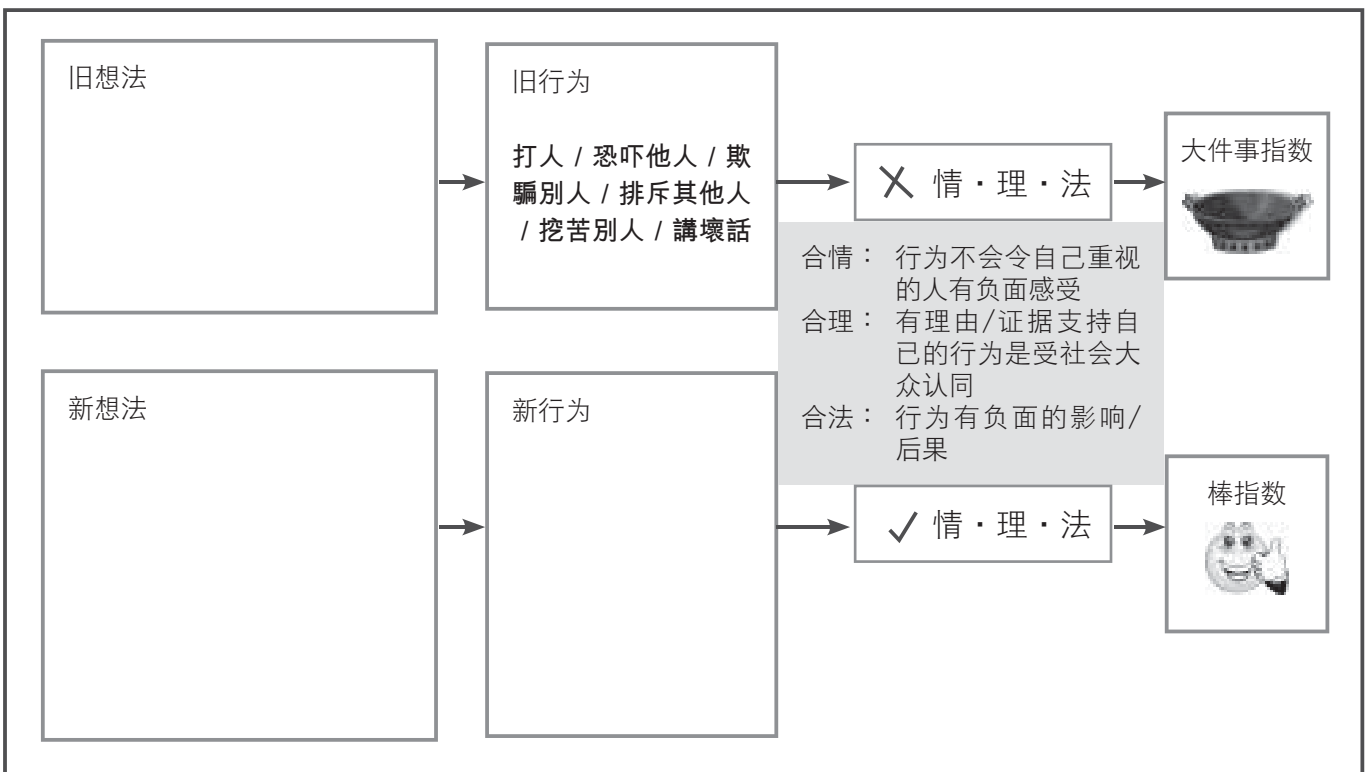 旧想法
旧行为
打人 / 恐吓他人 / 欺
騙別人 / 排斥其他人
/ 挖苦別人 / 講壞話
✗ 情·理·法
大件事指数
合情： 行为不会令自己重视
的人有负面感受
合理： 有理由/证据支持自
已的行为是受社会大
众认同
合法： 行为有负面的影响/
后果
新想法
新行为
✓ 情·理·法
棒指数